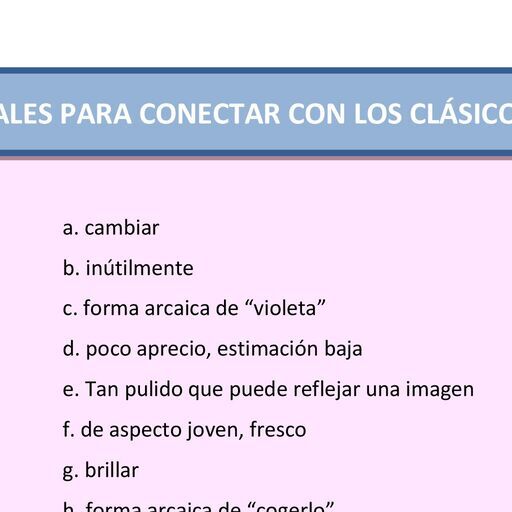 ALES PARA CONECTAR CON LOS CLÁSICO
a. cambiar
b. inútilmente
c. forma arcaica de “violeta”
d. poco aprecio, estimación baja
e. Tan pulido que puede reflejar una imagen
f. de aspecto joven, fresco
g. brillar
h. forma arcaica de “cogerlo”